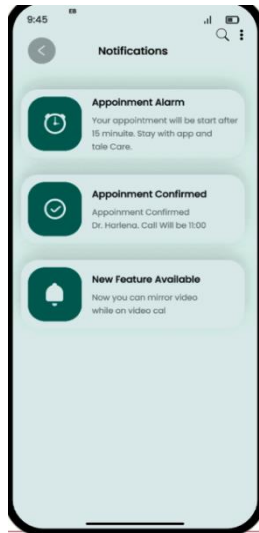 9:45
Notifications
Appoinment Alarm
Your appointment will be start after
15 minuite. Stay with app and
tale Care.
Appoinment Confirmed
Appointment Confirmed
Dr. Harlena. Call Will be 11:00
New Feature Available
Now you can mirror video
while on video cal